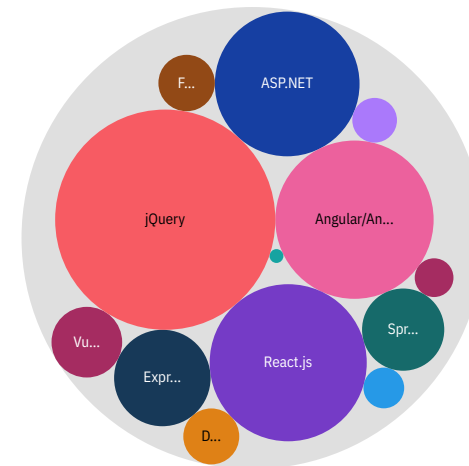 F...
ASP.NET
jQuery
Angular/An...
Vu...
Expr...
React.js
Spr...
D...